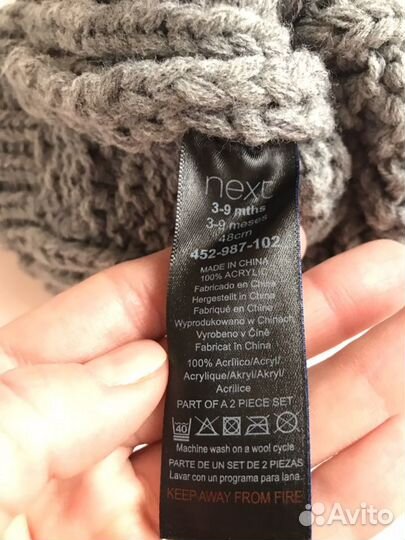 next
3-9 mths
3-9 meses
48cm
452-987-102
MADE IN CHINA
100% ACRYLIC
Fabricado en China
Hergestellt in China
Fabriqué en Chine
Wyprodukowano w Chinach
Vyrobeno v Číně
Fabricat în China
100% Acrílico/Acryl/
Acrylique/Akryl/Akryl/
Acrilice
PART OF A 2 PIECE SET
40
Machine wash on a wool cycle
PARTE DE UN SET DE 2 PIEZAS
Lavar con el programa para lana.
KEEP AWAY FROM FIRE
Avito